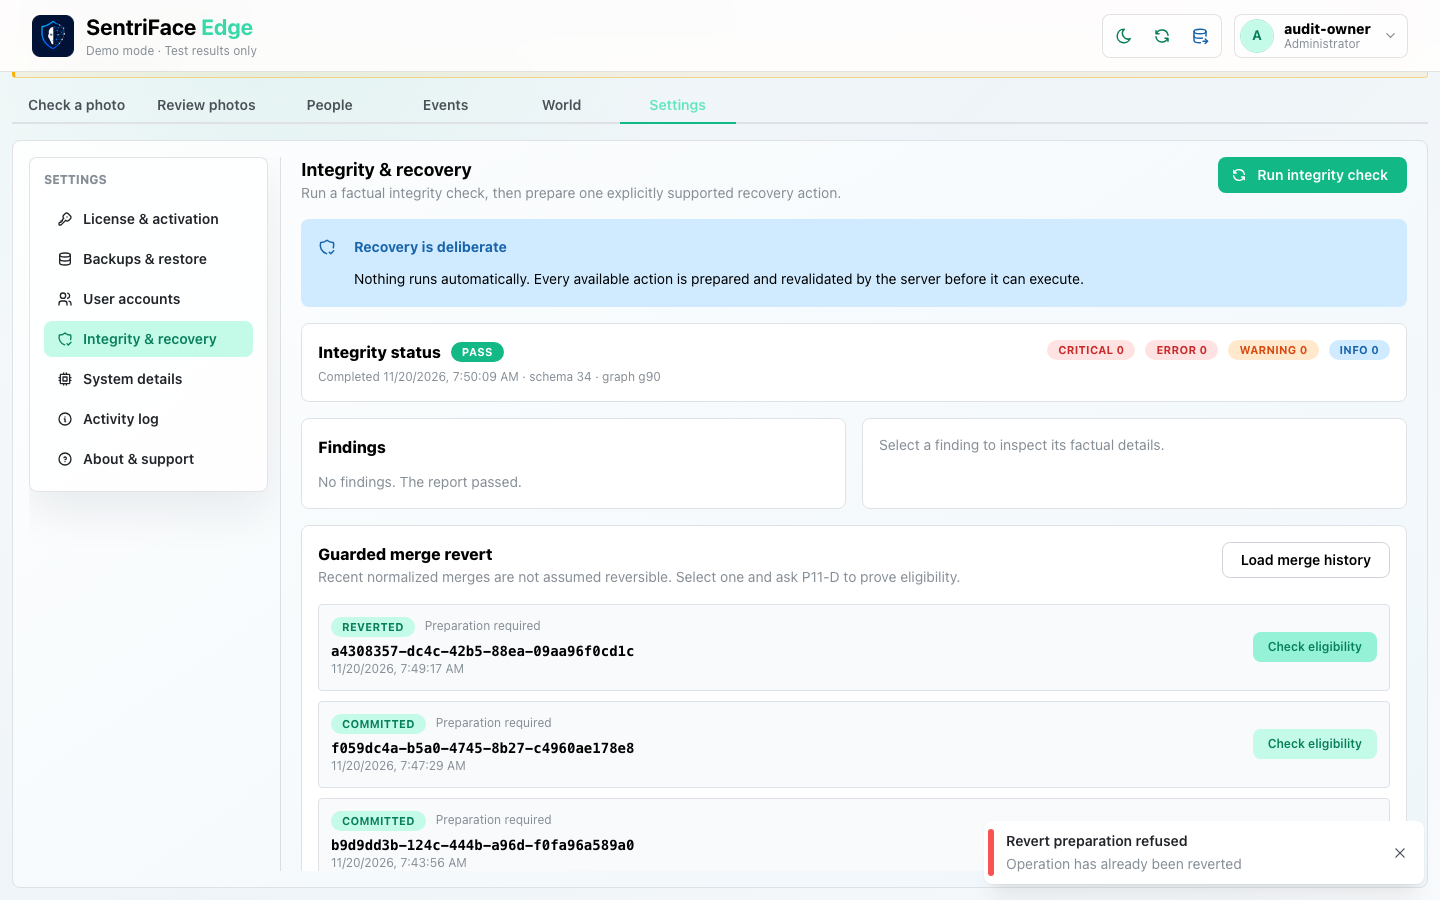 SentriFace Edge
Demo mode · Test results only
A
audit-owner
Administrator
Check a photo
Review photos
People
Events
World
Settings
SETTINGS
License & activation
Backups & restore
User accounts
Integrity & recovery
System details
Activity log
About & support
Integrity & recovery
Run a factual integrity check, then prepare one explicitly supported recovery action.
Run integrity check
Recovery is deliberate
Nothing runs automatically. Every available action is prepared and revalidated by the server before it can execute.
Integrity status PASS
Completed 11/20/2026, 7:50:09 AM · schema 34 · graph g90
CRITICAL 0
ERROR 0
WARNING 0
INFO 0
Findings
No findings. The report passed.
Select a finding to inspect its factual details.
Guarded merge revert
Recent normalized merges are not assumed reversible. Select one and ask P11-D to prove eligibility.
Load merge history
REVERTED Preparation required
a4308357-dc4c-42b5-88ea-09aa96f0cd1c
11/20/2026, 7:49:17 AM
Check eligibility
COMMITTED Preparation required
f059dc4a-b5a0-4745-8b27-c4960ae178e8
11/20/2026, 7:47:29 AM
Check eligibility
COMMITTED Preparation required
b9d9dd3b-124c-444b-a96d-f0fa96a589a0
11/20/2026, 7:43:56 AM
Revert preparation refused
Operation has already been reverted